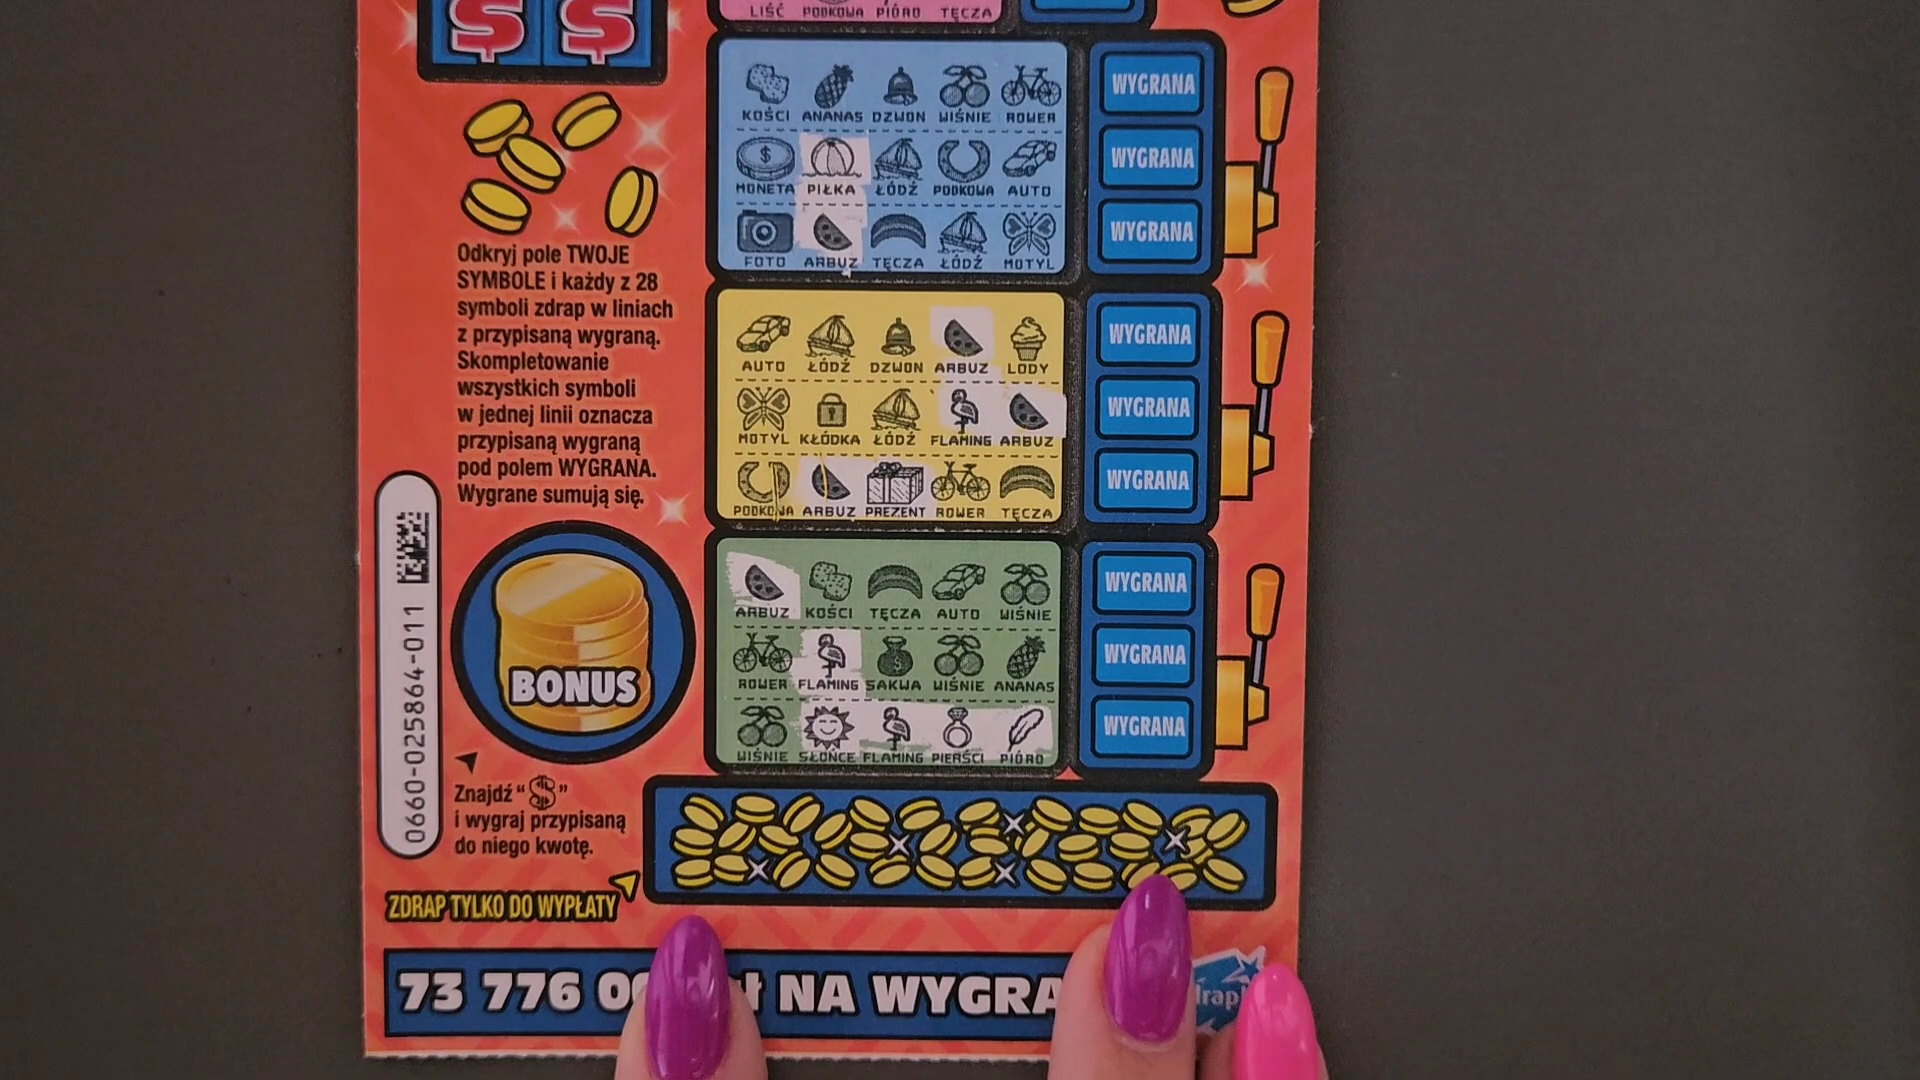 LIŚĆ PODKOWA PIÓRO TĘCZA
$ $
KOŚCI ANANAS DZWON WIŚNIE ROWER
WYGRANA
MONETA PIŁKA ŁÓDŹ PODKOWA AUTO
WYGRANA
FOTO ARBUZ TĘCZA ŁÓDŹ MOTYL
WYGRANA
Odkryj pole TWOJE
SYMBOLE i każdy z 28
symboli zdrap w liniach
z przypisaną wygraną.
Skompletowanie
wszystkich symboli
w jednej linii oznacza
przypisaną wygraną
pod polem WYGRANA.
Wygrane sumują się.
AUTO ŁÓDŹ DZWON ARBUZ LODY
WYGRANA
MOTYL KŁÓDKA ŁÓDŹ FLAMING ARBUZ
WYGRANA
PODKOWA ARBUZ PREZENT ROWER TĘCZA
WYGRANA
0660-025864-011
BONUS
ARBUZ KOŚCI TĘCZA AUTO WIŚNIE
WYGRANA
ROWER FLAMING SAKWA WIŚNIE ANANAS
WYGRANA
WIŚNIE SŁOŃCE FLAMING PIERŚCI PIÓRO
WYGRANA
Znajdź "$"
i wygraj przypisaną
do niego kwotę.
ZDRAP TYLKO DO WYPŁATY
73 776 0 NA WYGRA